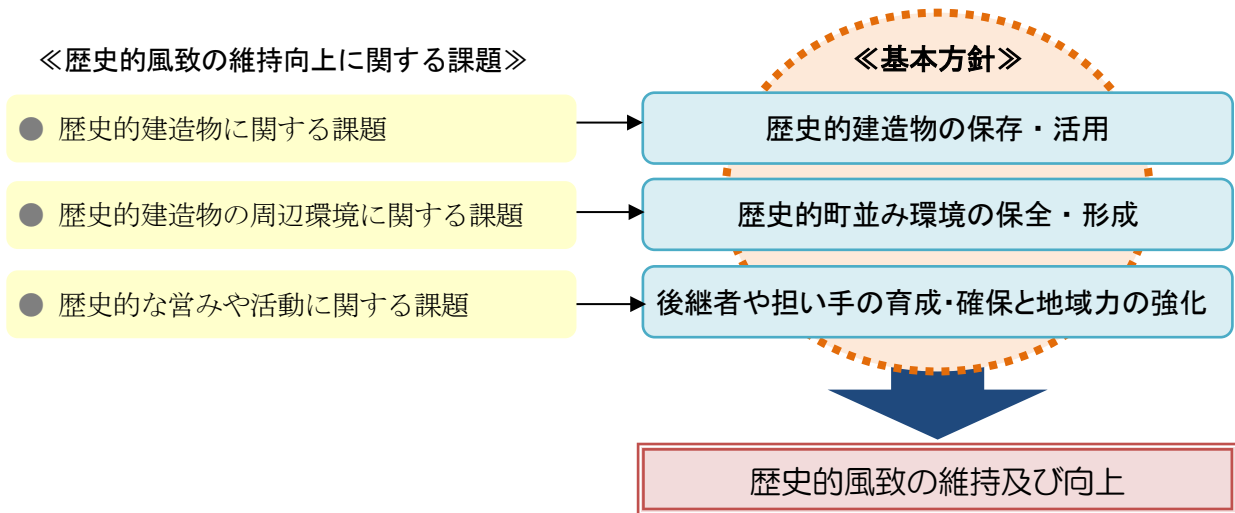 ≪歴史的風致の維持向上に関する課題≫
≪基本方針≫
● 歴史的建造物に関する課題
歴史的建造物の保存・活用
● 歴史的建造物の周辺環境に関する課題
歴史的町並み環境の保全・形成
● 歴史的な営みや活動に関する課題
後継者や担い手の育成・確保と地域力の強化
歴史的風致の維持及び向上